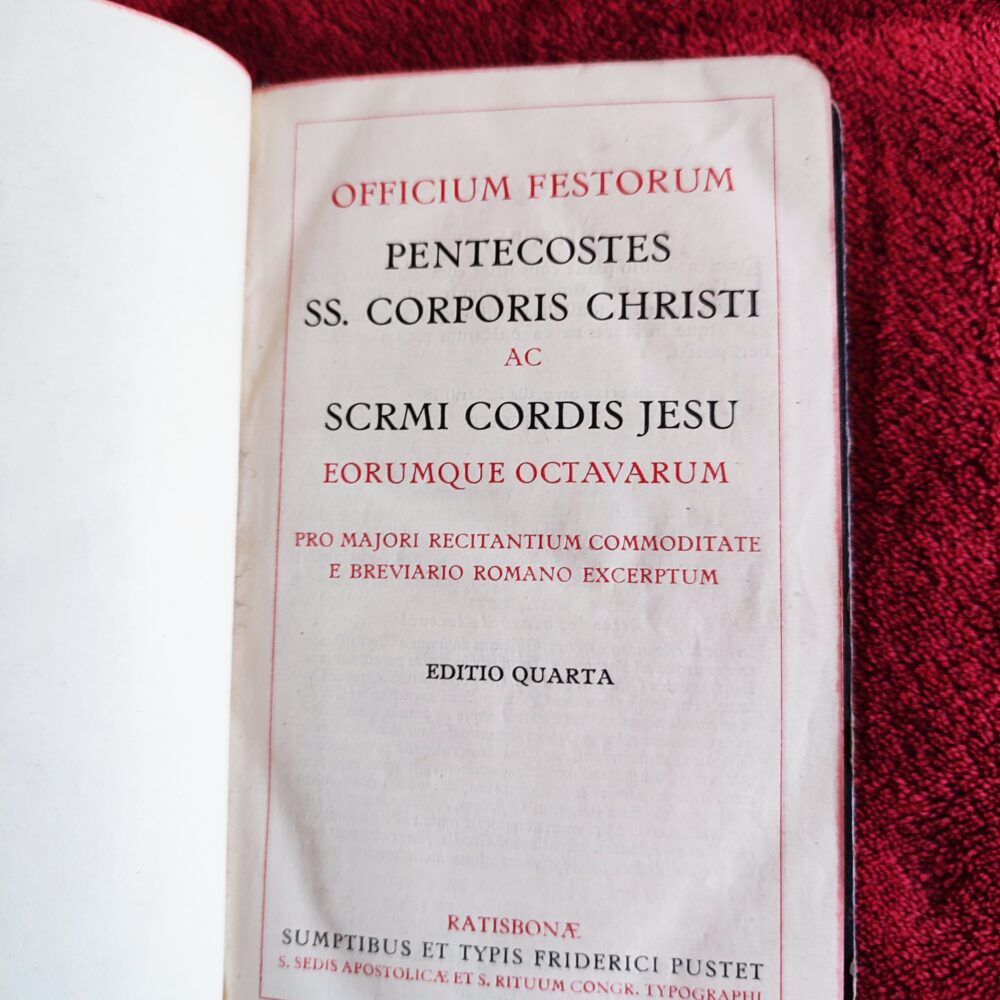 OFFICIUM FESTORUM
PENTECOSTES
SS. CORPORIS CHRISTI
AC
SCRMI CORDIS JESU
EORUMQUE OCTAVARUM
PRO MAJORI RECITANTIUM COMMODITATE
E BREVIARIO ROMANO EXCERPTUM
EDITIO QUARTA
RATISBONÆ
SUMPTIBUS ET TYPIS FRIDERICI PUSTET
S. SEDIS APOSTOLICÆ ET S. RITUUM CONGR. TYPOGRAPHI